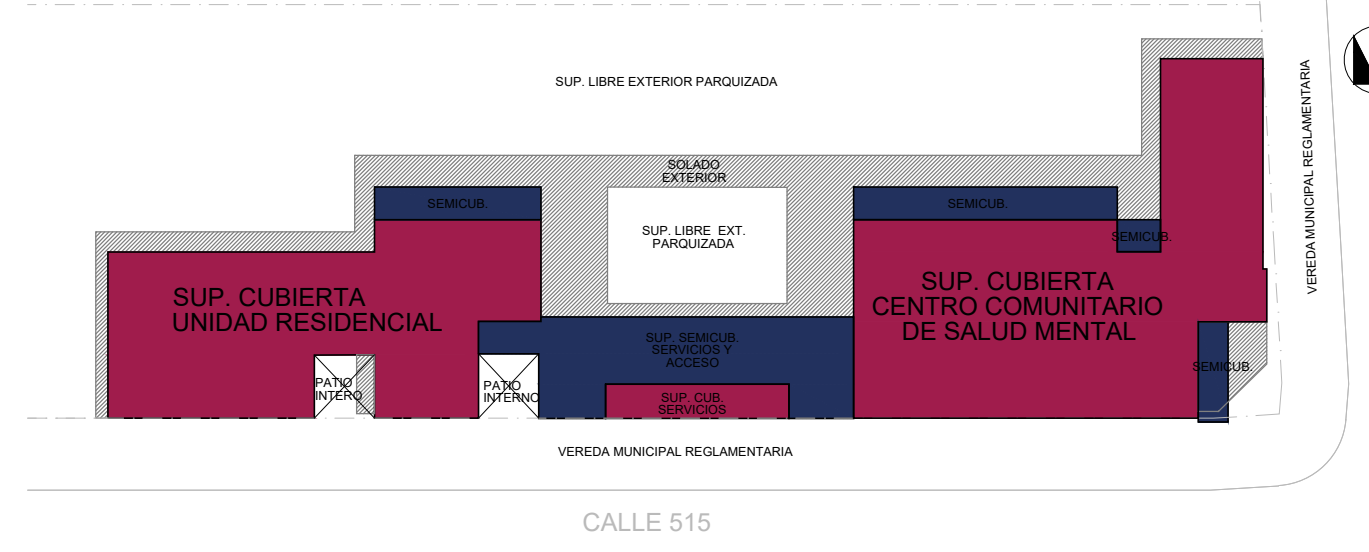 SUP. LIBRE EXTERIOR PARQUIZADA
VEREDA MUNICIPAL REGLAMENTARIA
SOLADO
EXTERIOR
SEMICUB.
SEMICUB.
SUP. LIBRE EXT.
PARQUIZADA
SEMICUB.
SUP. CUBIERTA
UNIDAD RESIDENCIAL
SUP. CUBIERTA
CENTRO COMUNITARIO
DE SALUD MENTAL
SUP. SEMICUB.
SERVICIOS Y
ACCESO
SEMICUB.
PATIO
INTERO
PATIO
INTERNO
SUP. CUB.
SERVICIOS
VEREDA MUNICIPAL REGLAMENTARIA
CALLE 515